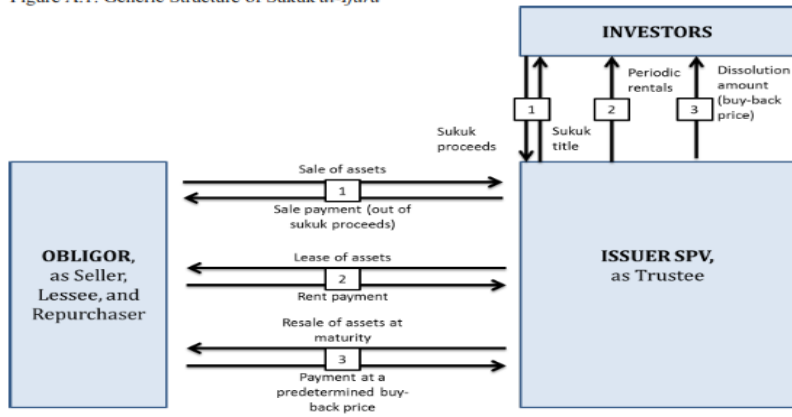 Figure A.1: Generic Structure of Sukuk al-Ijara
INVESTORS
1
Sukuk
proceeds
Sukuk
title
2
Periodic
rentals
3
Dissolution
amount
(buy-back
price)
Sale of assets
1
Sale payment (out of
sukuk proceeds)
Lease of assets
2
Rent payment
Resale of assets at
maturity
3
Payment at a
predetermined buy-
back price
OBLIGOR,
as Seller,
Lessee, and
Repurchaser
ISSUER SPV,
as Trustee